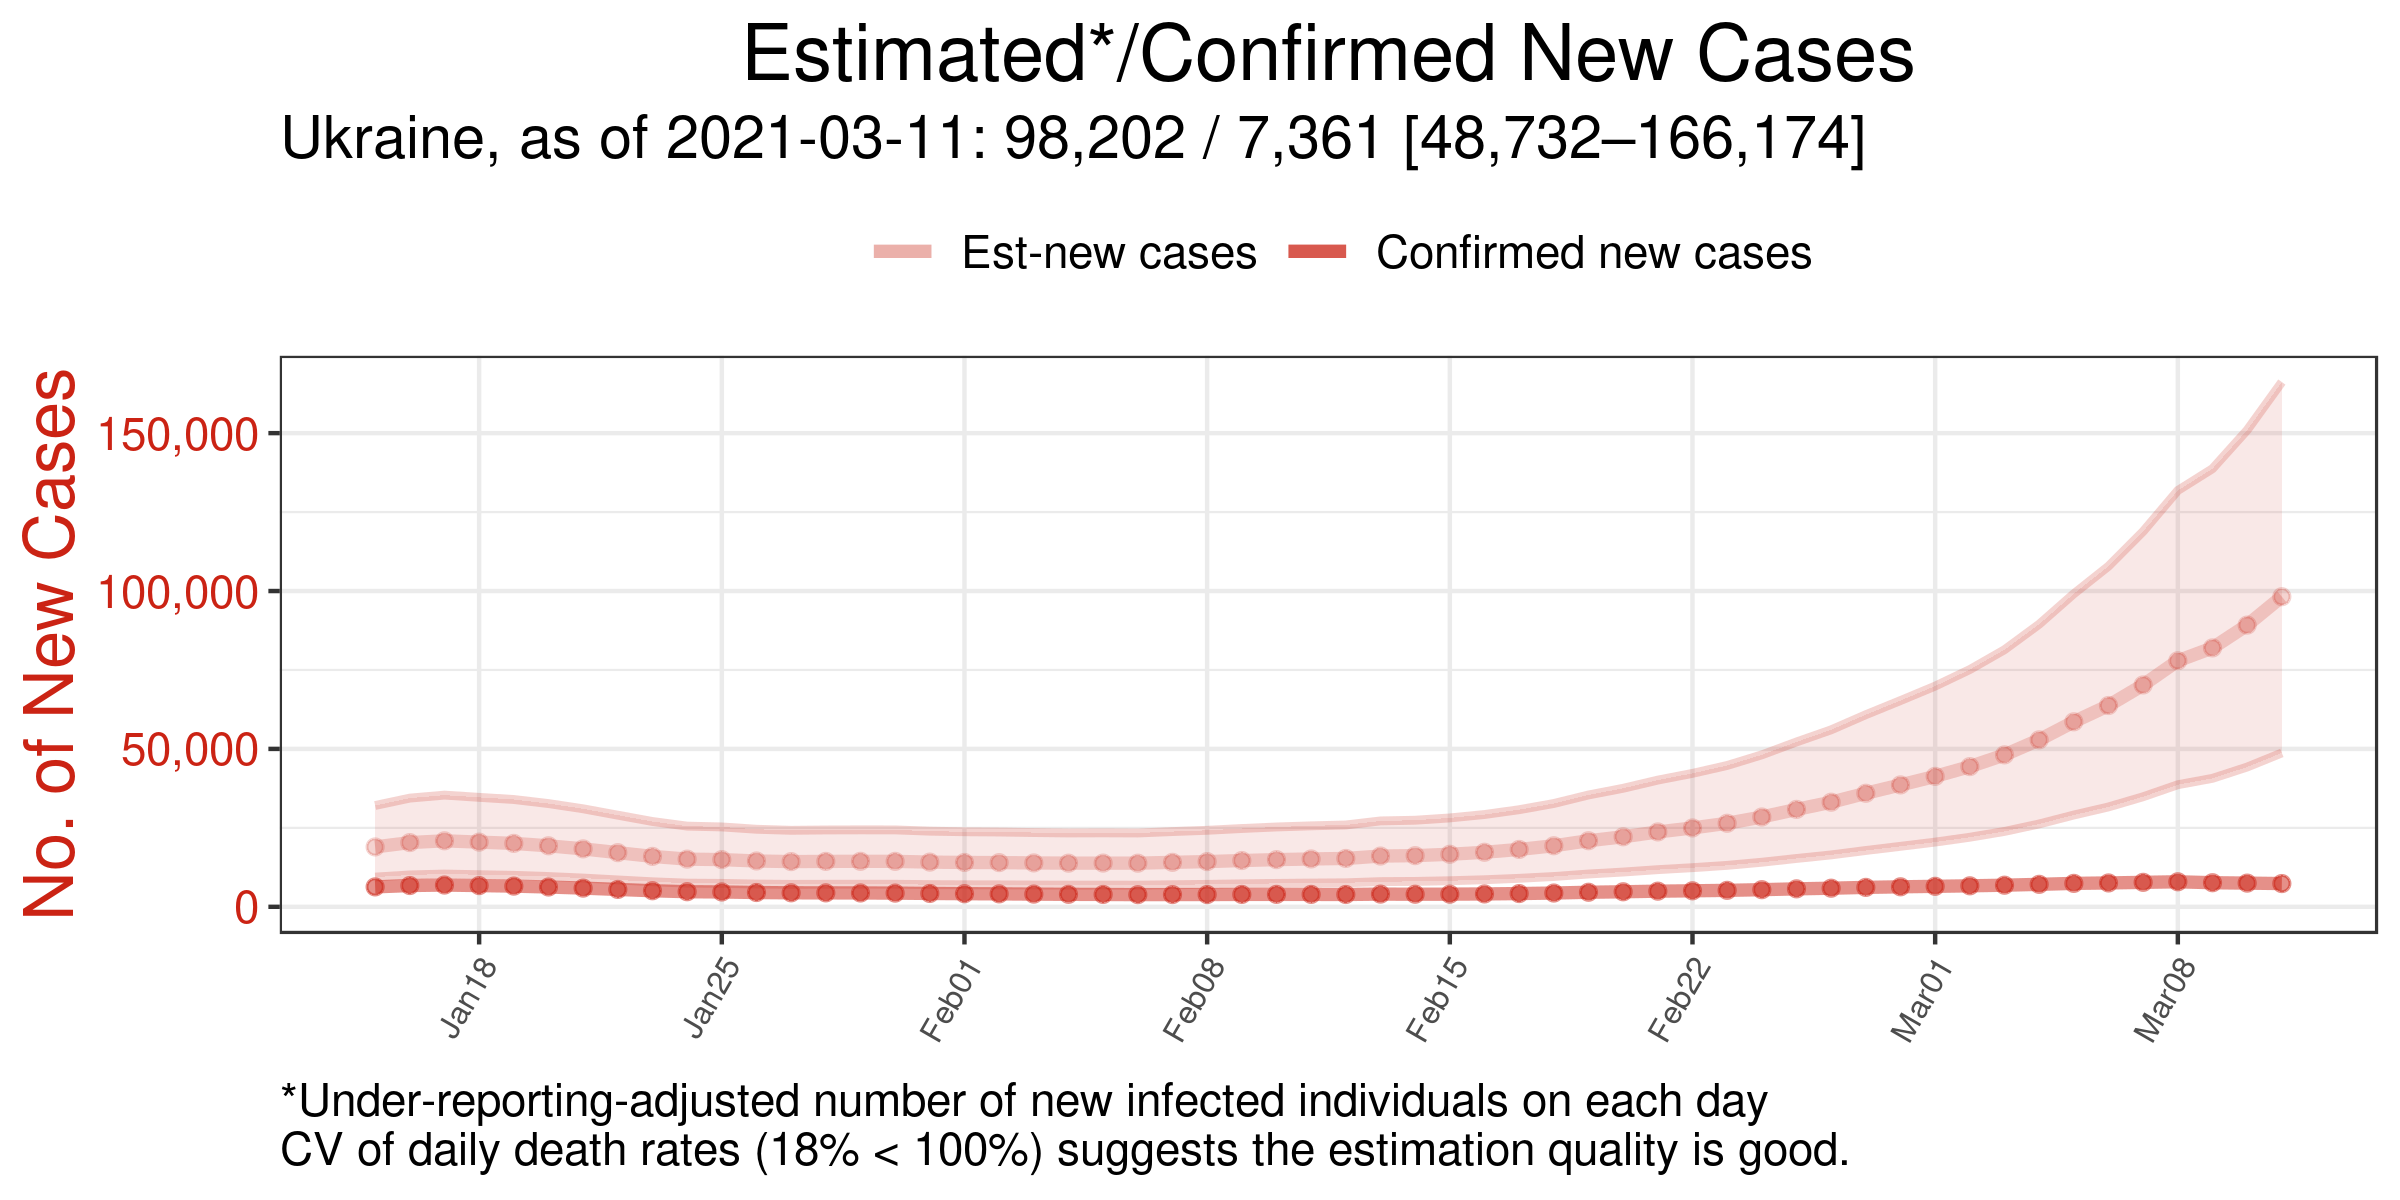 Estimated*/Confirmed New Cases
Ukraine, as of 2021-03-11: 98,202 / 7,361 [48,732–166,174]
Est-new cases Confirmed new cases
No. of New Cases
150,000
100,000
50,000
0
Jan18 Jan25 Feb01 Feb08 Feb15 Feb22 Mar01 Mar08
*Under-reporting-adjusted number of new infected individuals on each day
CV of daily death rates (18% < 100%) suggests the estimation quality is good.